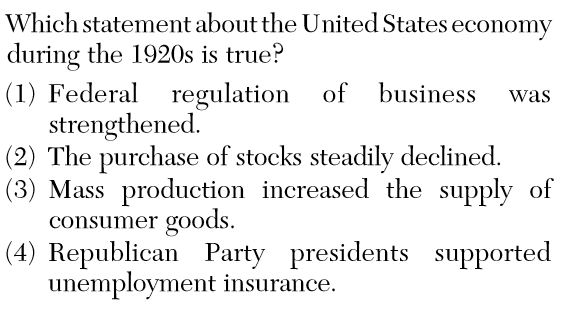 Which statement about the United States economy
during the 1920s is true?
(1) Federal regulation of business was
strengthened.
(2) The purchase of stocks steadily declined.
(3) Mass production increased the supply of
consumer goods.
(4) Republican Party presidents supported
unemployment insurance.